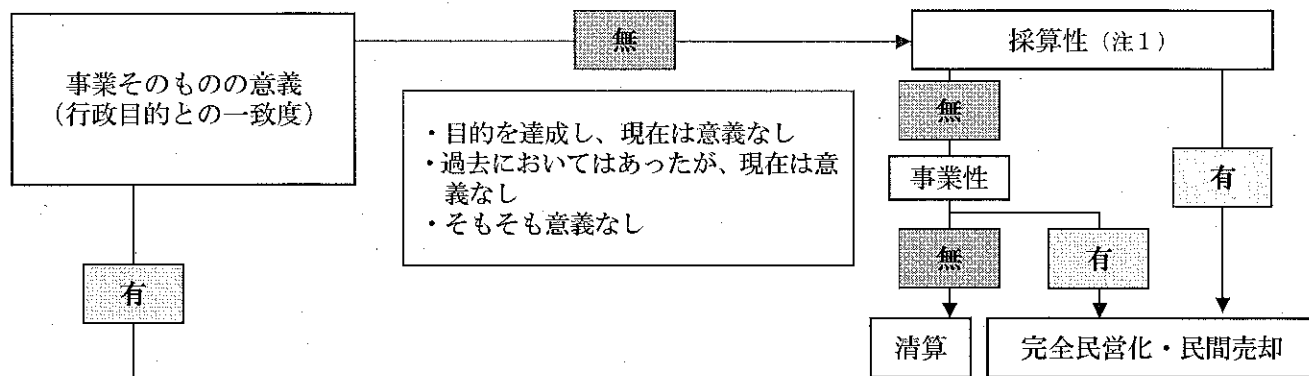 事業そのものの意義
(行政目的との一致度)
無
採算性(注1)
・目的を達成し、現在は意義なし
・過去においてはあったが、現在は意
義なし
・そもそも意義なし
無
事業性
有
無
有
有
清算
完全民営化・民間売却